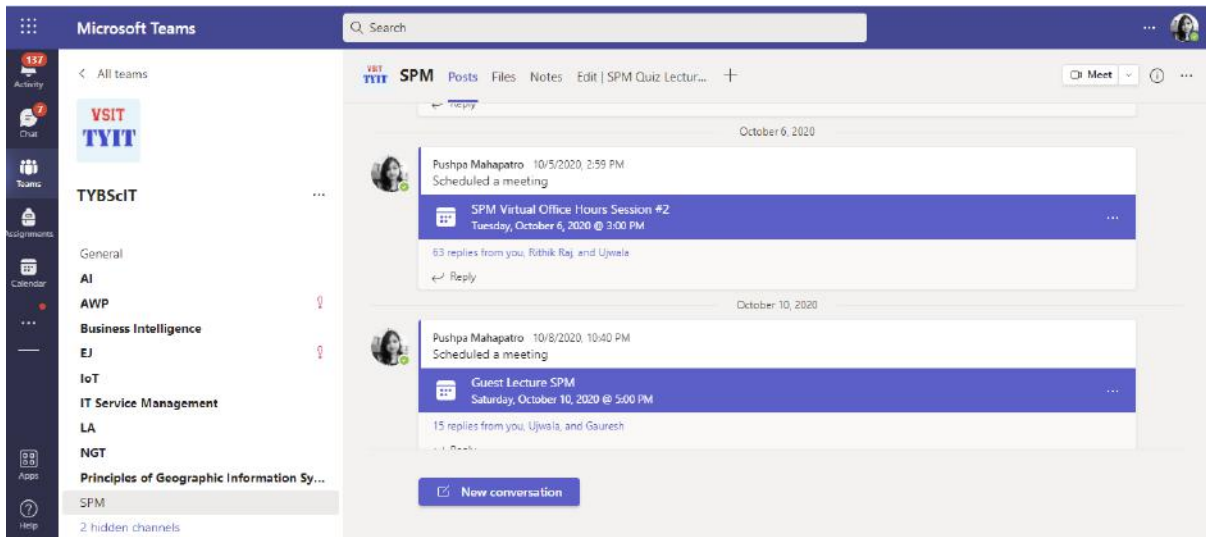 Microsoft Teams
Search
...
137
Activity
7
Chat
Teams
Assignments
Calendar
...
Apps
Help
All teams
VSIT
TYIT
TYBScIT
...
General
AI
AWP
Business Intelligence
EJ
IoT
IT Service Management
LA
NGT
Principles of Geographic Information Sy...
SPM
2 hidden channels
VSIT
TYIT
SPM Posts Files Notes Edit | SPM Quiz Lectur... +
Meet
...
Reply
October 6, 2020
Pushpa Mahapatro 10/5/2020, 2:59 PM
Scheduled a meeting
SPM Virtual Office Hours Session #2
Tuesday, October 6, 2020 @ 3:00 PM
...
63 replies from you, Rithik Raj, and Ujwala
Reply
October 10, 2020
Pushpa Mahapatro 10/8/2020, 10:40 PM
Scheduled a meeting
Guest Lecture SPM
Saturday, October 10, 2020 @ 5:00 PM
...
15 replies from you, Ujwala, and Gauresh
Reply
New conversation